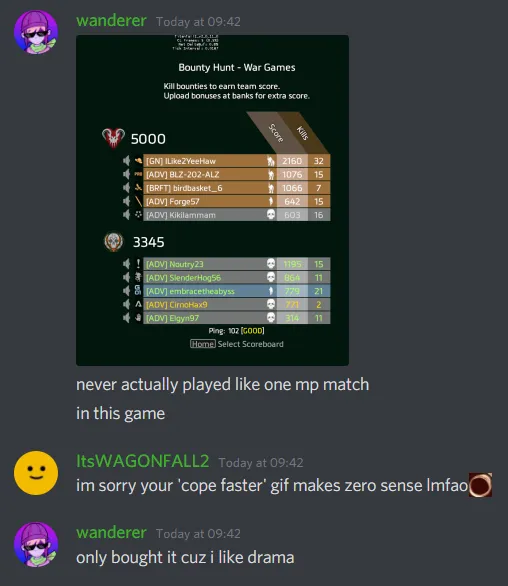 wanderer Today at 09:42
Bounty Hunt - War Games
Kill bounties to earn team score.
Upload bonuses at banks for extra score.
Score Kills
5000
[GN] ILike2YeeHaw 2160 32
[ADV] BLZ-202-ALZ 1076 15
[BRFT] birdbasket_6 1066 7
[ADV] Forge57 642 15
[ADV] Kikilammam 603 16
3345
[ADV] Noutry23 1195 15
[ADV] SlenderHog56 864 11
[ADV] embracetheabyss 779 21
[ADV] CirnoHax9 771 2
[ADV] Elgyn97 314 11
Ping: 102 [GOOD]
[Home] Select Scoreboard
never actually played like one mp match
in this game
ItsWAGONFALL2 Today at 09:42
im sorry your 'cope faster' gif makes zero sense lmfao
wanderer Today at 09:42
only bought it cuz i like drama